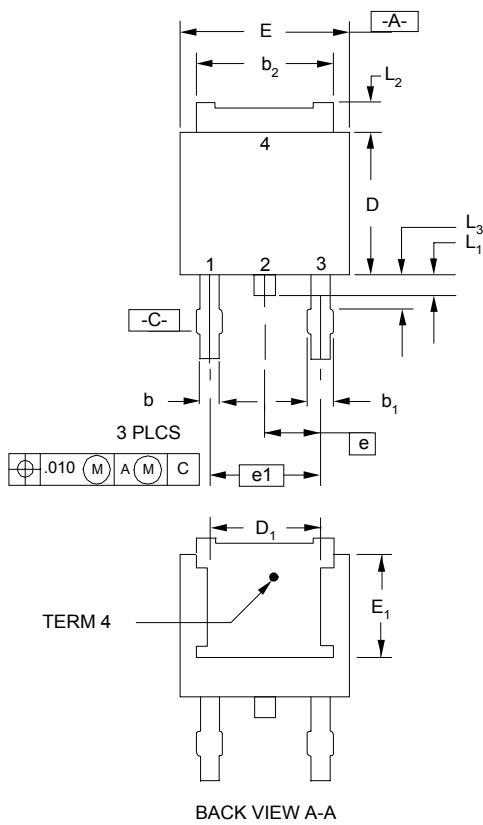 E
-A-
b2
L2
4
D
L3
L1
1 2 3
-C-
b
b1
3 PLCS
e
.010 M A M C
e1
D1
TERM 4
E1
BACK VIEW A-A